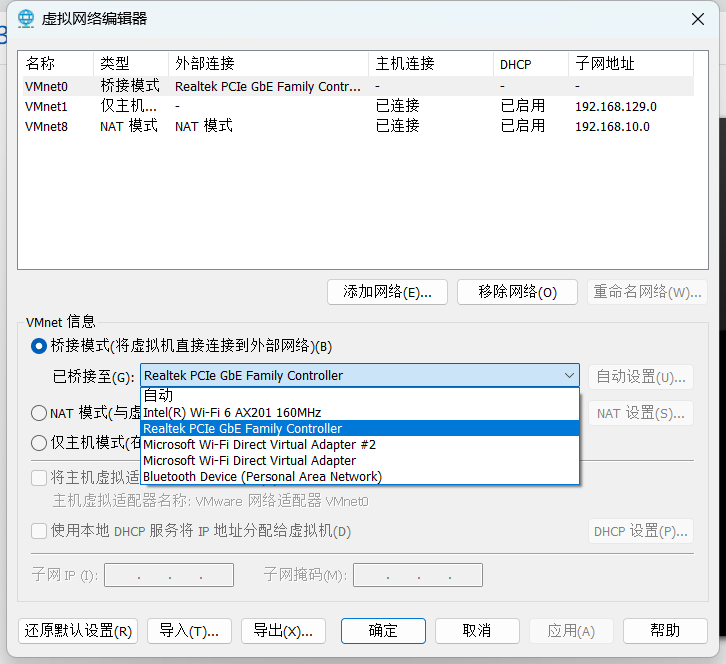 虚拟网络编辑器
名称 类型 外部连接 主机连接 DHCP 子网地址
VMnet0 桥接模式 Realtek PCIe GbE Family Contr... - - -
VMnet1 仅主机... - 已连接 已启用 192.168.129.0
VMnet8 NAT 模式 NAT 模式 已连接 已启用 192.168.10.0
添加网络(E)... 移除网络(O) 重命名网络(W)...
VMnet 信息
桥接模式(将虚拟机直接连接到外部网络)(B)
已桥接至(G): Realtek PCIe GbE Family Controller 自动设置(U)...
自动
NAT 模式(与虚 Intel(R) Wi-Fi 6 AX201 160MHz NAT 设置(S)...
Realtek PCIe GbE Family Controller
仅主机模式(在 Microsoft Wi-Fi Direct Virtual Adapter #2
Microsoft Wi-Fi Direct Virtual Adapter
将主机虚拟适 Bluetooth Device (Personal Area Network)
主机虚拟适配器名称: VMware 网络适配器 VMnet0
使用本地 DHCP 服务将 IP 地址分配给虚拟机(D) DHCP 设置(P)...
子网 IP (I): . . . 子网掩码(M): . . .
还原默认设置(R) 导入(T)... 导出(X)... 确定 取消 应用(A) 帮助